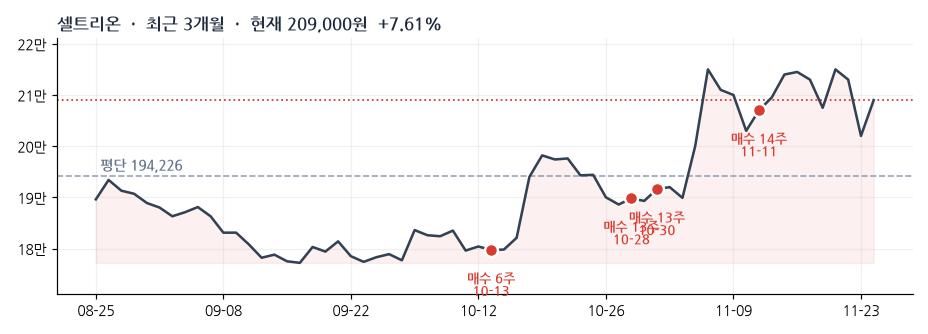 셀트리온 · 최근 3개월 · 현재 209,000원 +7.61%
22만
21만
20만
19만
18만
평단 194,226
매수 6주
10-13
매수
10-28
매수 13주
10-30
매수 14주
11-11
08-25
09-08
09-22
10-12
10-26
11-09
11-23